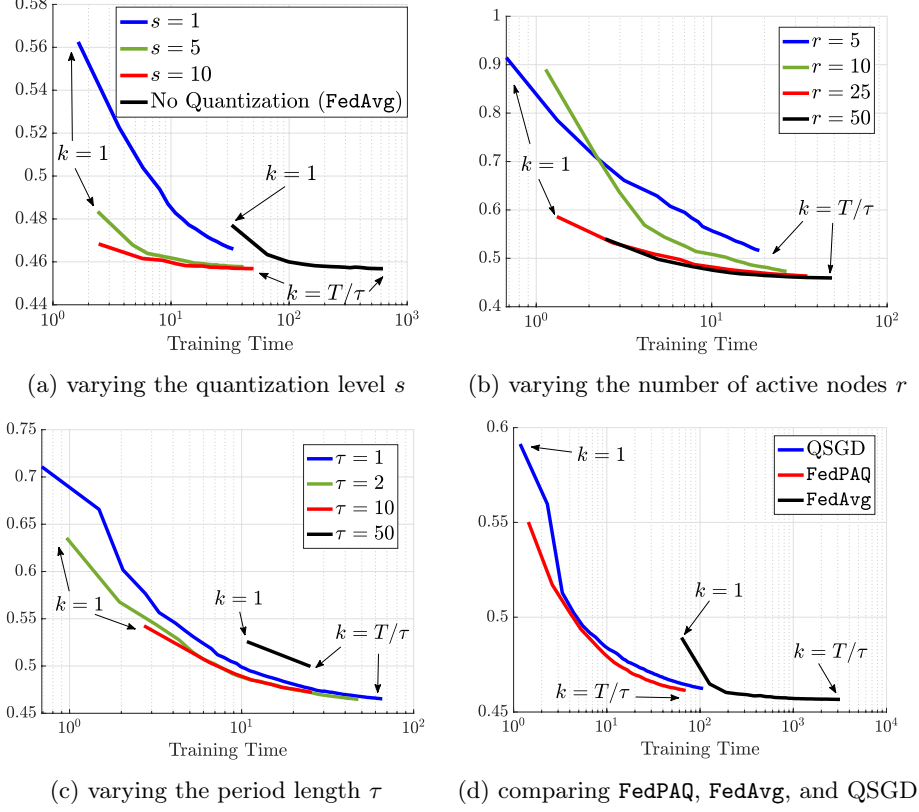 0.58
0.56
0.54
0.52
0.5
0.48
0.46
0.44
s = 1
s = 5
s = 10
No Quantization (FedAvg)
k = 1
k = 1
k = T/τ
10^0
10^1
10^2
10^3
Training Time
(a) varying the quantization level s
1
0.9
0.8
0.7
0.6
0.5
0.4
r = 5
r = 10
r = 25
r = 50
k = 1
k = T/τ
10^0
10^1
10^2
Training Time
(b) varying the number of active nodes r
0.75
0.7
0.65
0.6
0.55
0.5
0.45
τ = 1
τ = 2
τ = 10
τ = 50
k = 1
k = 1
k = T/τ
10^0
10^1
10^2
Training Time
(c) varying the period length τ
0.6
0.55
0.5
0.45
QSGD
FedPAQ
FedAvg
k = 1
k = 1
k = T/τ
k = T/τ
10^0
10^1
10^2
10^3
10^4
Training Time
(d) comparing FedPAQ, FedAvg, and QSGD